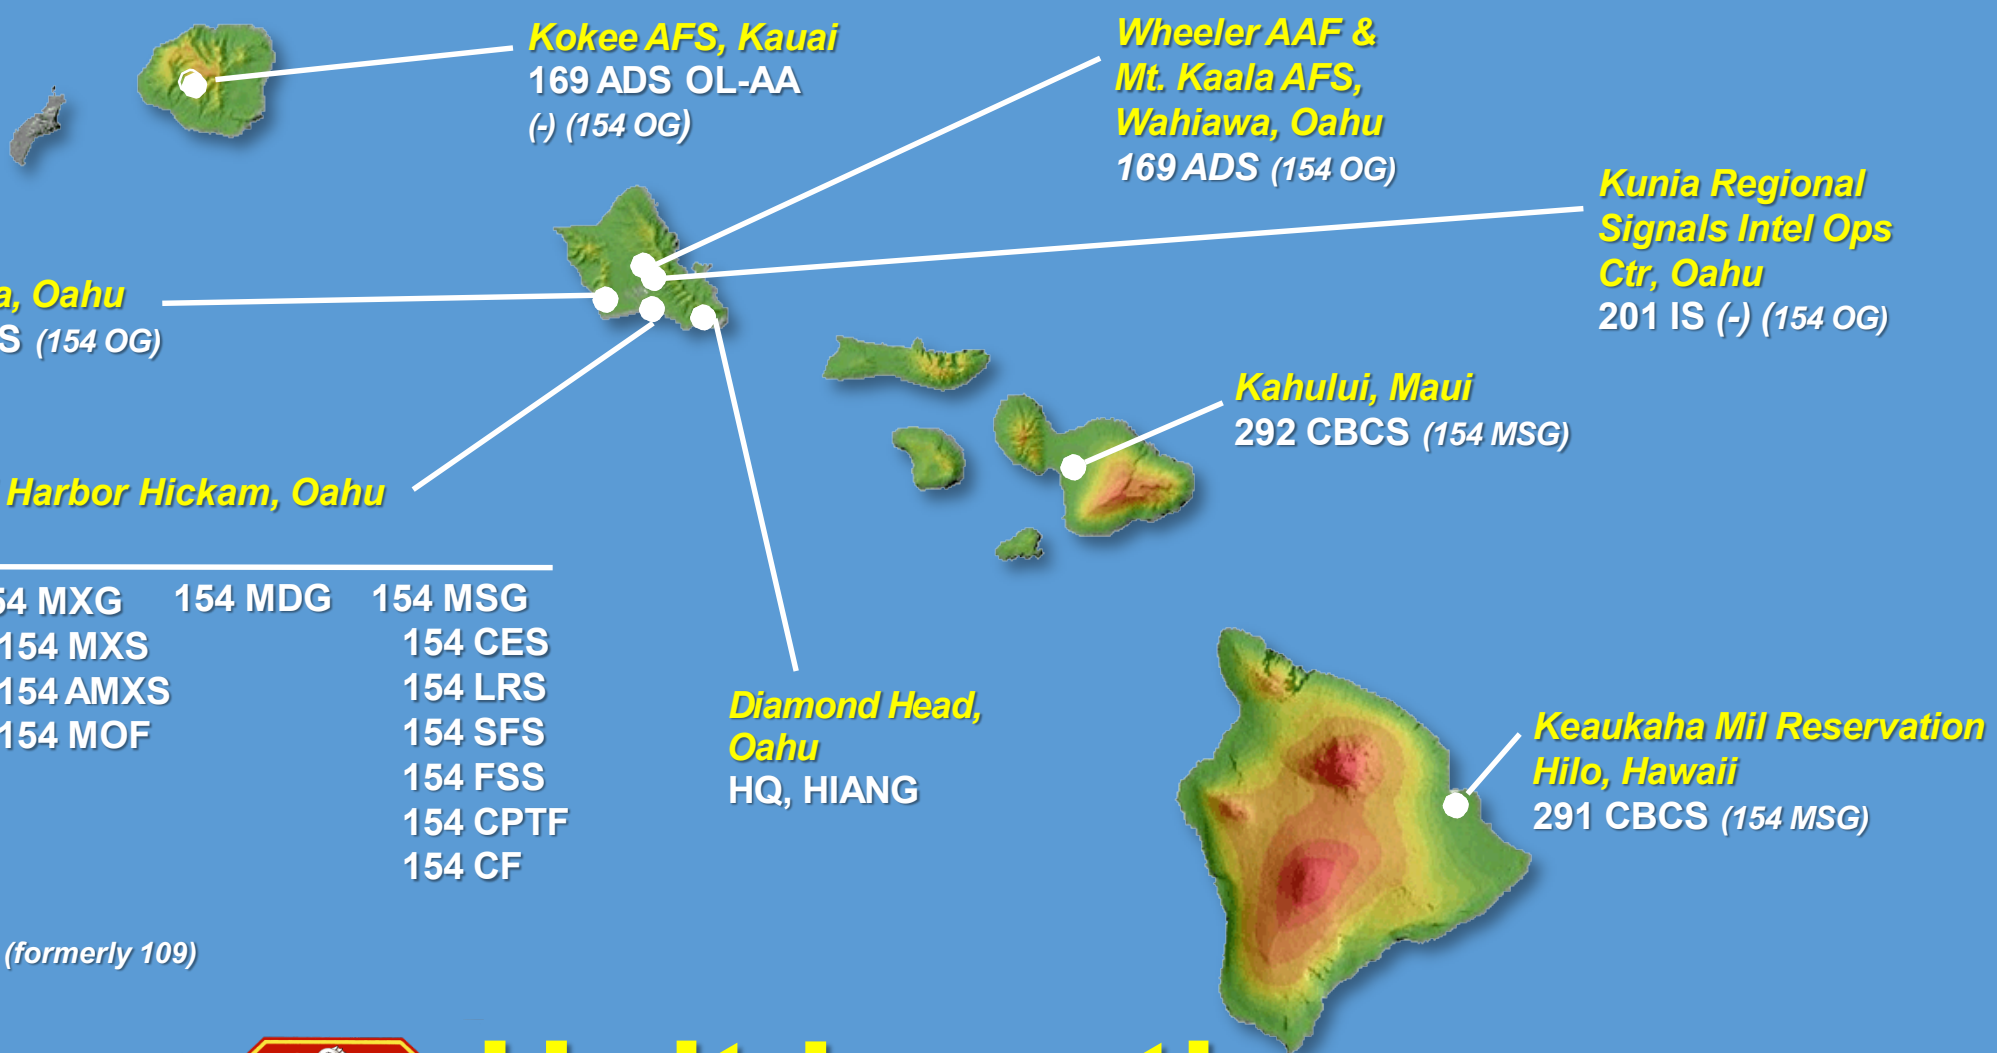 Kokee AFS, Kauai
169 ADS OL-AA
(-) (154 OG)
Wheeler AAF &
Mt. Kaala AFS,
Wahiawa, Oahu
169 ADS (154 OG)
Kunia Regional
Signals Intel Ops
Ctr, Oahu
201 IS (-) (154 OG)
a, Oahu
S (154 OG)
Kahului, Maui
292 CBCS (154 MSG)
Harbor Hickam, Oahu
54 MXG
154 MXS
154 AMXS
154 MOF
154 MDG
154 MSG
154 CES
154 LRS
154 SFS
154 FSS
154 CPTF
154 CF
Diamond Head,
Oahu
HQ, HIANG
Keaukaha Mil Reservation
Hilo, Hawaii
291 CBCS (154 MSG)
(formerly 109)